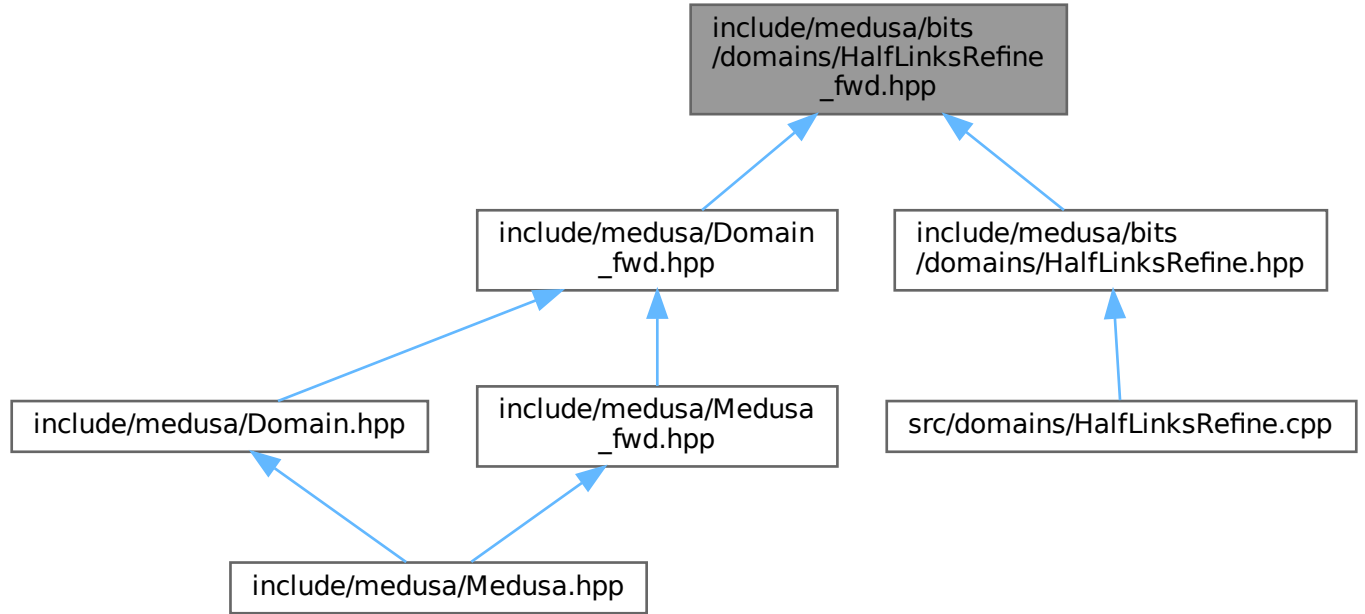 include/medusa/bits
/domains/HalfLinksRefine
_fwd.hpp
include/medusa/Domain
_fwd.hpp
include/medusa/bits
/domains/HalfLinksRefine.hpp
include/medusa/Domain.hpp
include/medusa/Medusa
_fwd.hpp
src/domains/HalfLinksRefine.cpp
include/medusa/Medusa.hpp